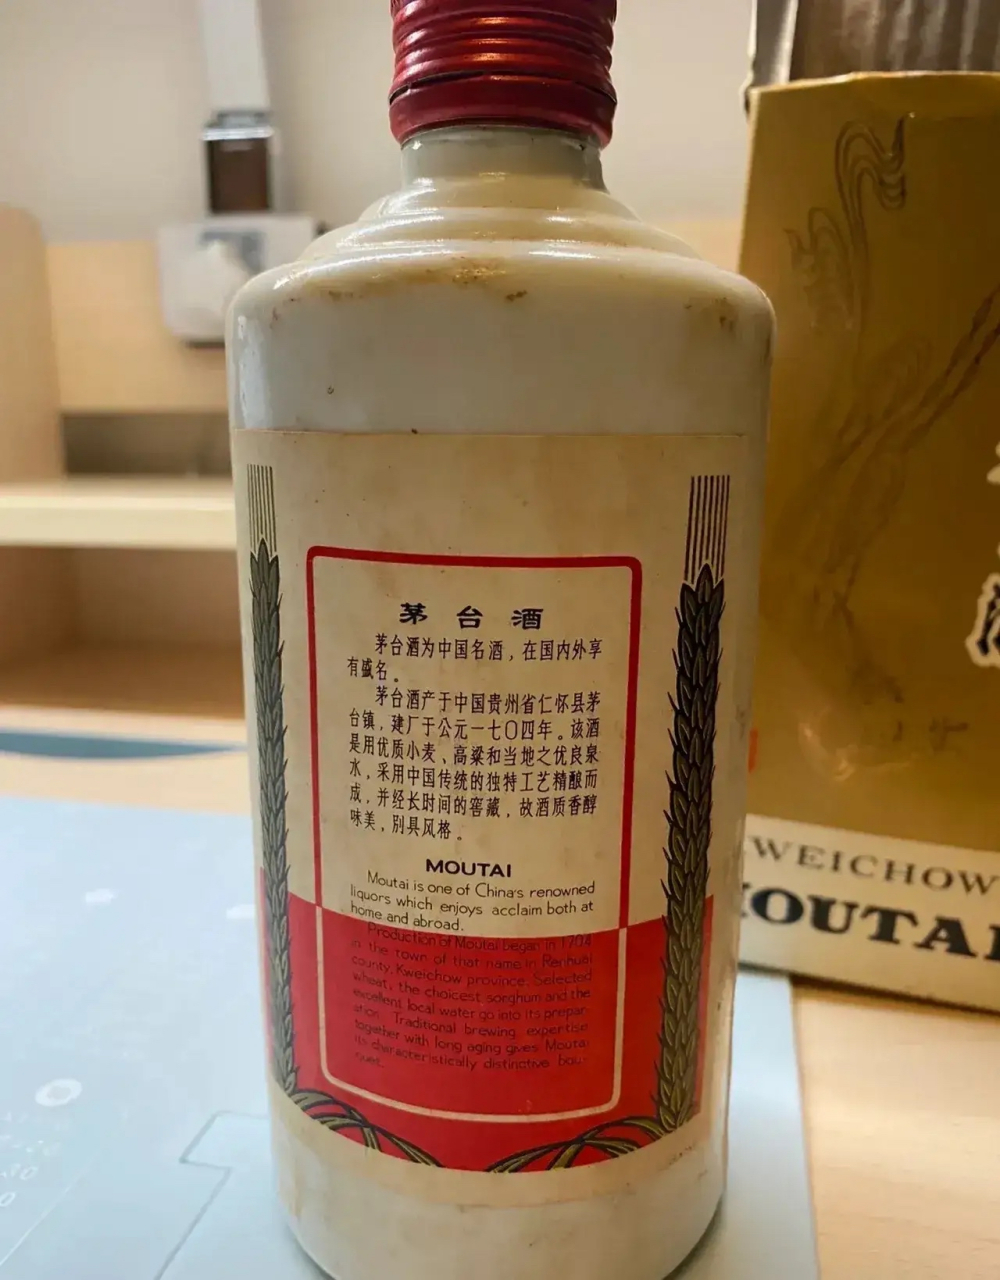 茅台酒
茅台酒为中国名酒，在国内外享
有盛名。
茅台酒产于中国贵州省仁怀县茅
台镇，建厂于公元一七〇四年。该酒
是用优质小麦、高粱和当地之优良泉
水，采用中国传统的独特工艺精酿而
成，并经长时间的窖藏，故酒质香醇
味美，别具风格。
MOUTAI
Moutai is one of China's renowned
liquors which enjoys acclaim both at
home and abroad.
Production of Moutai began in 1704
in the town of that name in Renhuai
county, Kweichow province. Selected
wheat, the choicest sorghum and the
excellent local water go into its prepar-
ation. Traditional brewing expertise
together with long aging gives Moutai
its characteristically distinctive bou-
quet.
WEICHOW
OUTAI